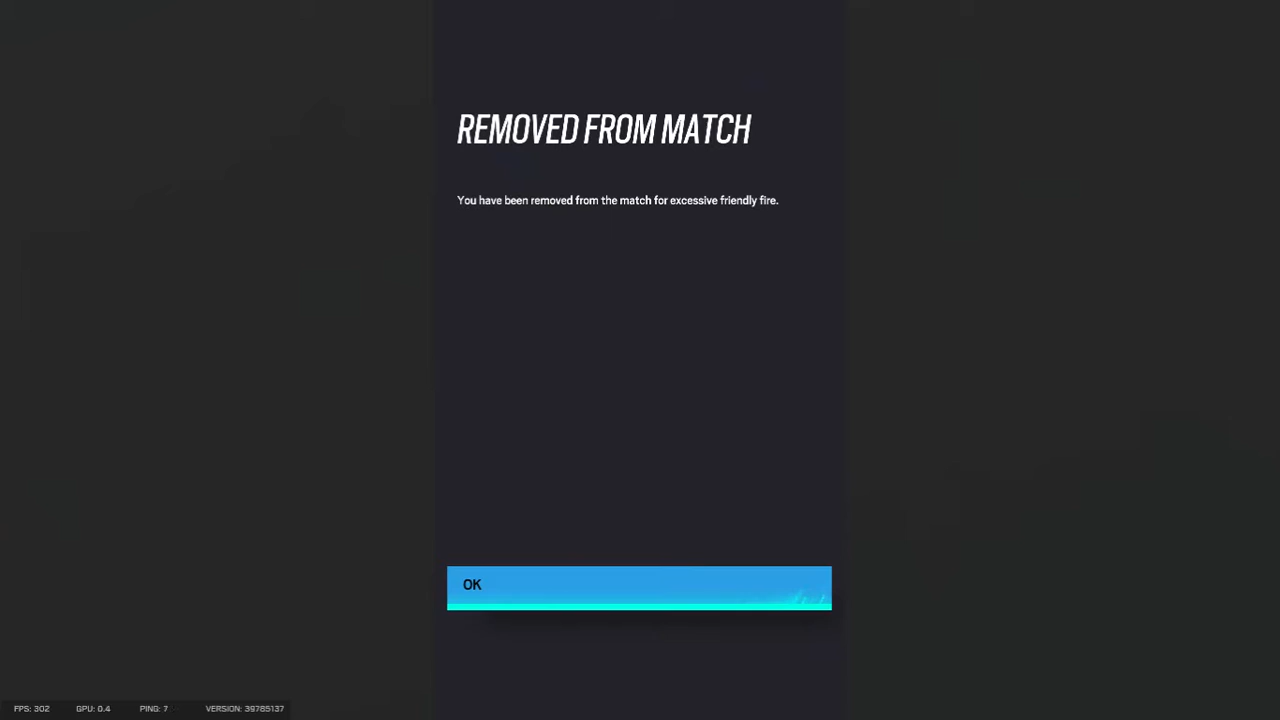 REMOVED FROM MATCH
You have been removed from the match for excessive friendly fire.
OK
FPS: 302 GPU: 0.4 PING: 7 VERSION: 39785137